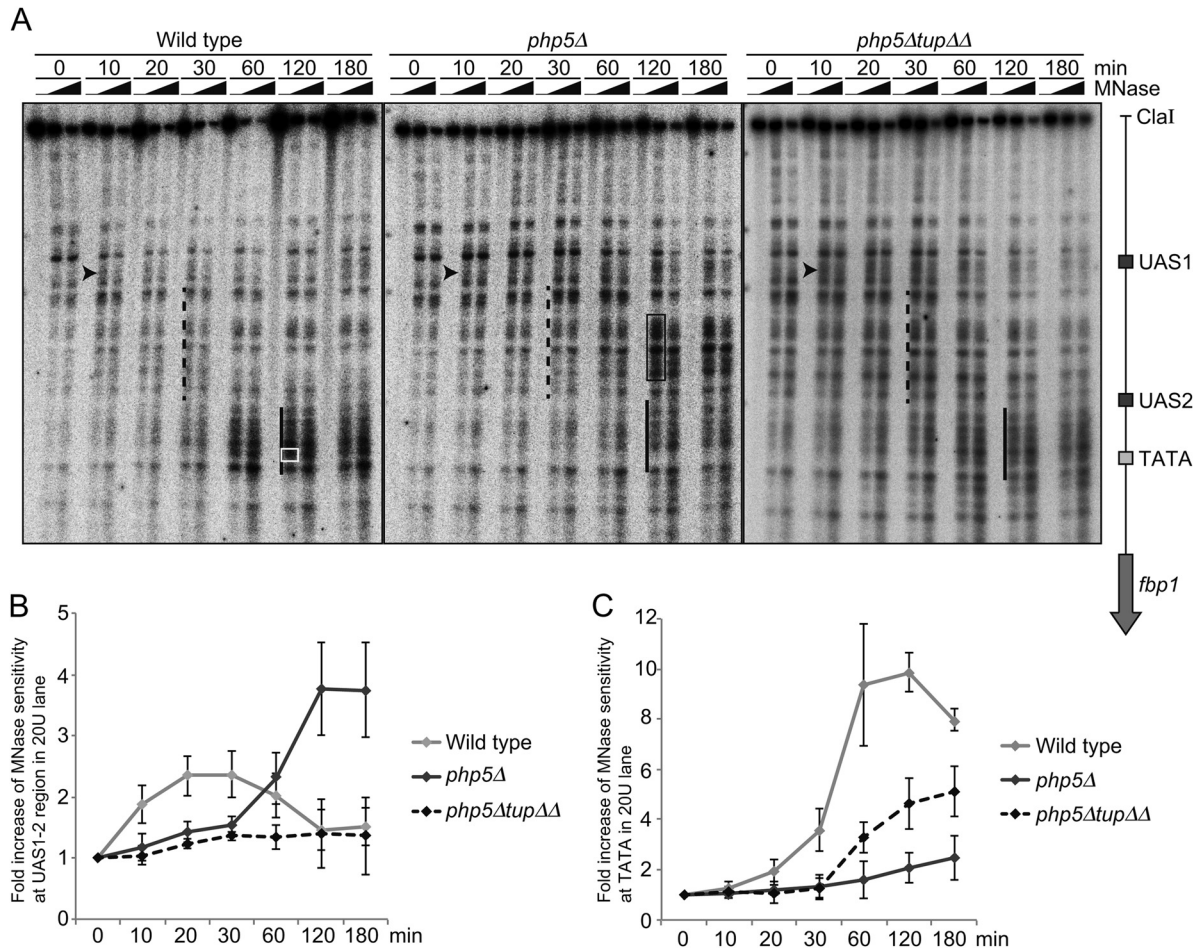 A
Wild type php5Δ php5ΔtupΔΔ
0 10 20 30 60 120 180 0 10 20 30 60 120 180 0 10 20 30 60 120 180 min
MNase
ClaI
UAS1
UAS2
TATA
fbp1
B
Fold increase of MNase sensitivity
at UAS1-2 region in 20U lane
5
4
3
2
1
0
0 10 20 30 60 120 180 min
Wild type
php5Δ
php5ΔtupΔΔ
C
Fold increase of MNase sensitivity
at TATA in 20U lane
12
10
8
6
4
2
0
0 10 20 30 60 120 180 min
Wild type
php5Δ
php5ΔtupΔΔ